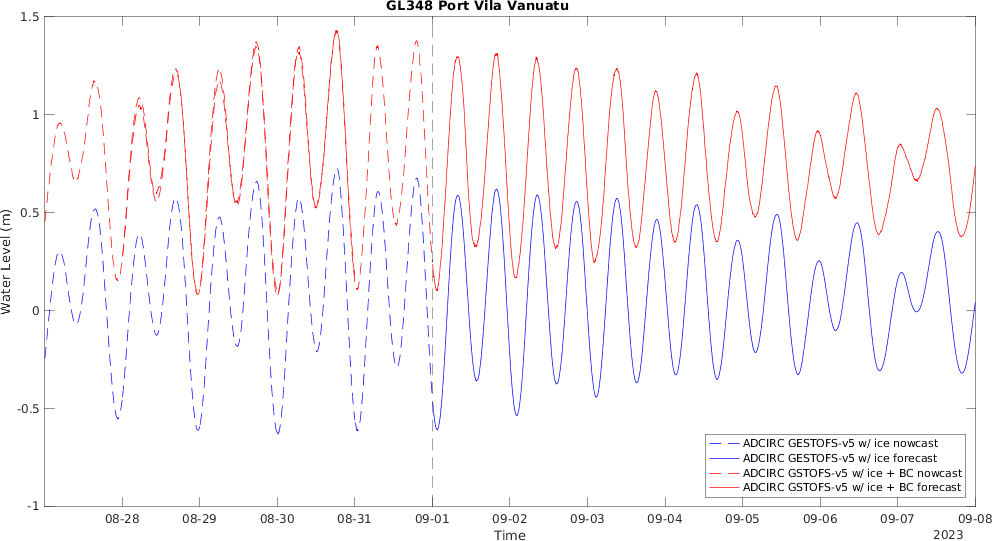 GL348 Port Vila Vanuatu
Water Level (m)
1.5
1
0.5
0
-0.5
-1
ADCIRC GESTOFS-v5 w/ ice nowcast
ADCIRC GESTOFS-v5 w/ ice forecast
ADCIRC GSTOFS-v5 w/ ice + BC nowcast
ADCIRC GSTOFS-v5 w/ ice + BC forecast
08-28 08-29 08-30 08-31 09-01 09-02 09-03 09-04 09-05 09-06 09-07 09-08
Time
2023